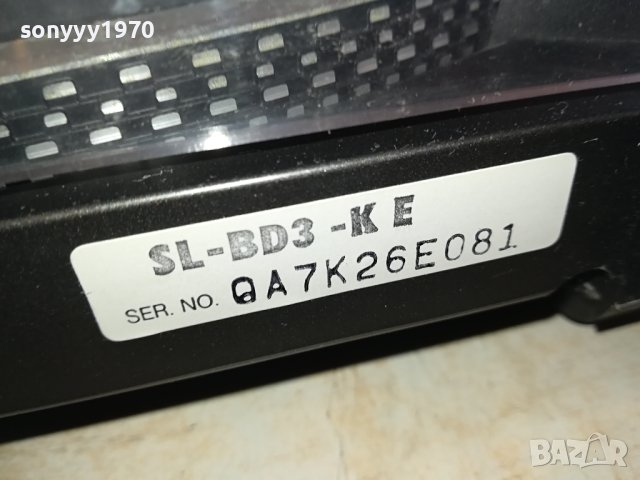 sonyyy1970
SL-BD3-K E
SER. NO. QA7K26E081
BAZAR